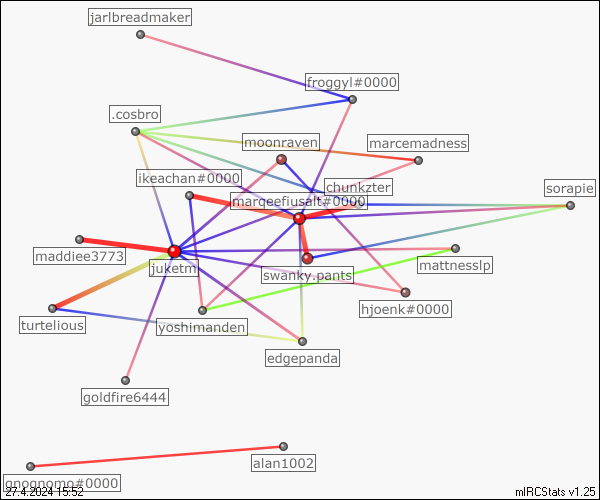 jarlbreadmaker
froggyl#0000
.cosbro
moonraven
marcemadness
ikeachan#0000
chunkzter
sorapie
marqeefiusalt#0000
maddiee3773
juketm
swanky.pants
mattnesslp
hjoenk#0000
turtelious
yoshimanden
edgepanda
goldfire6444
alan1002
gnognomo#0000
27.4.2024 15:52
mIRCStats v1.25